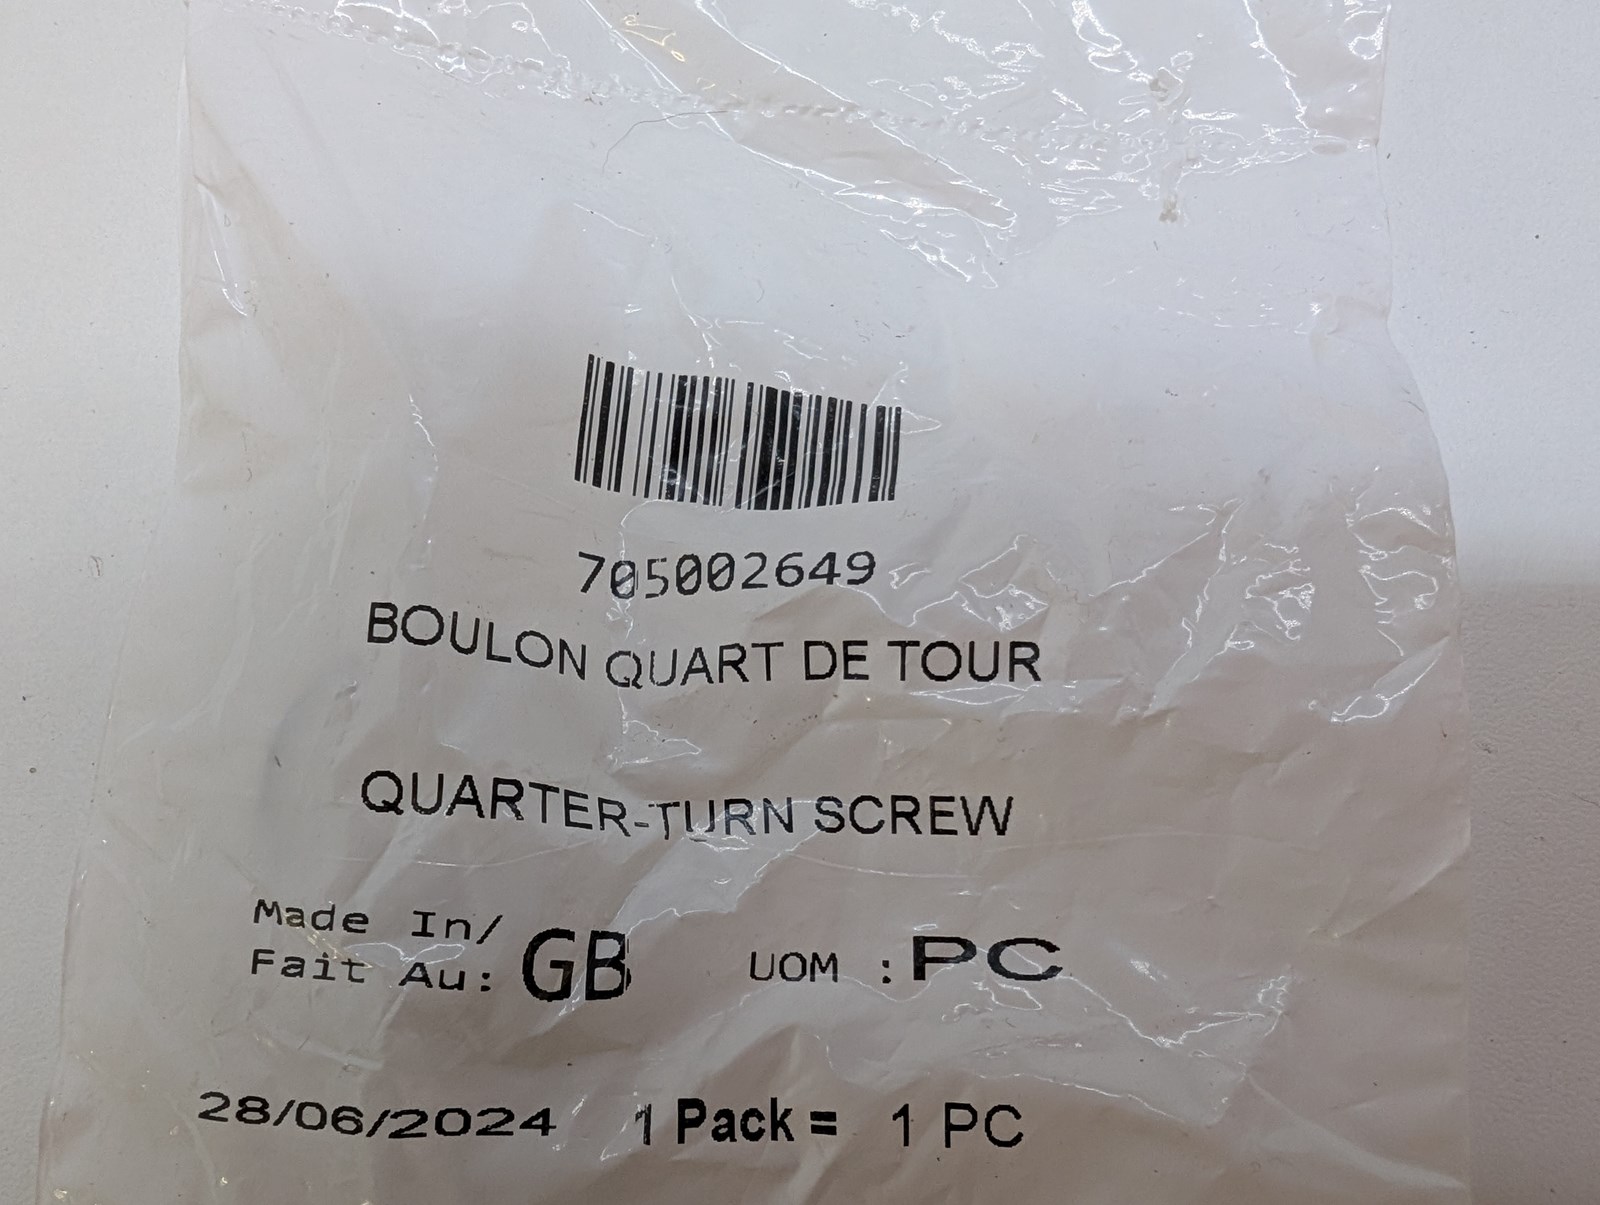 705002649
BOULON QUART DE TOUR
QUARTER-TURN SCREW
Made In/
Fait Au: GB UOM : PC
28/06/2024 1 Pack = 1 PC